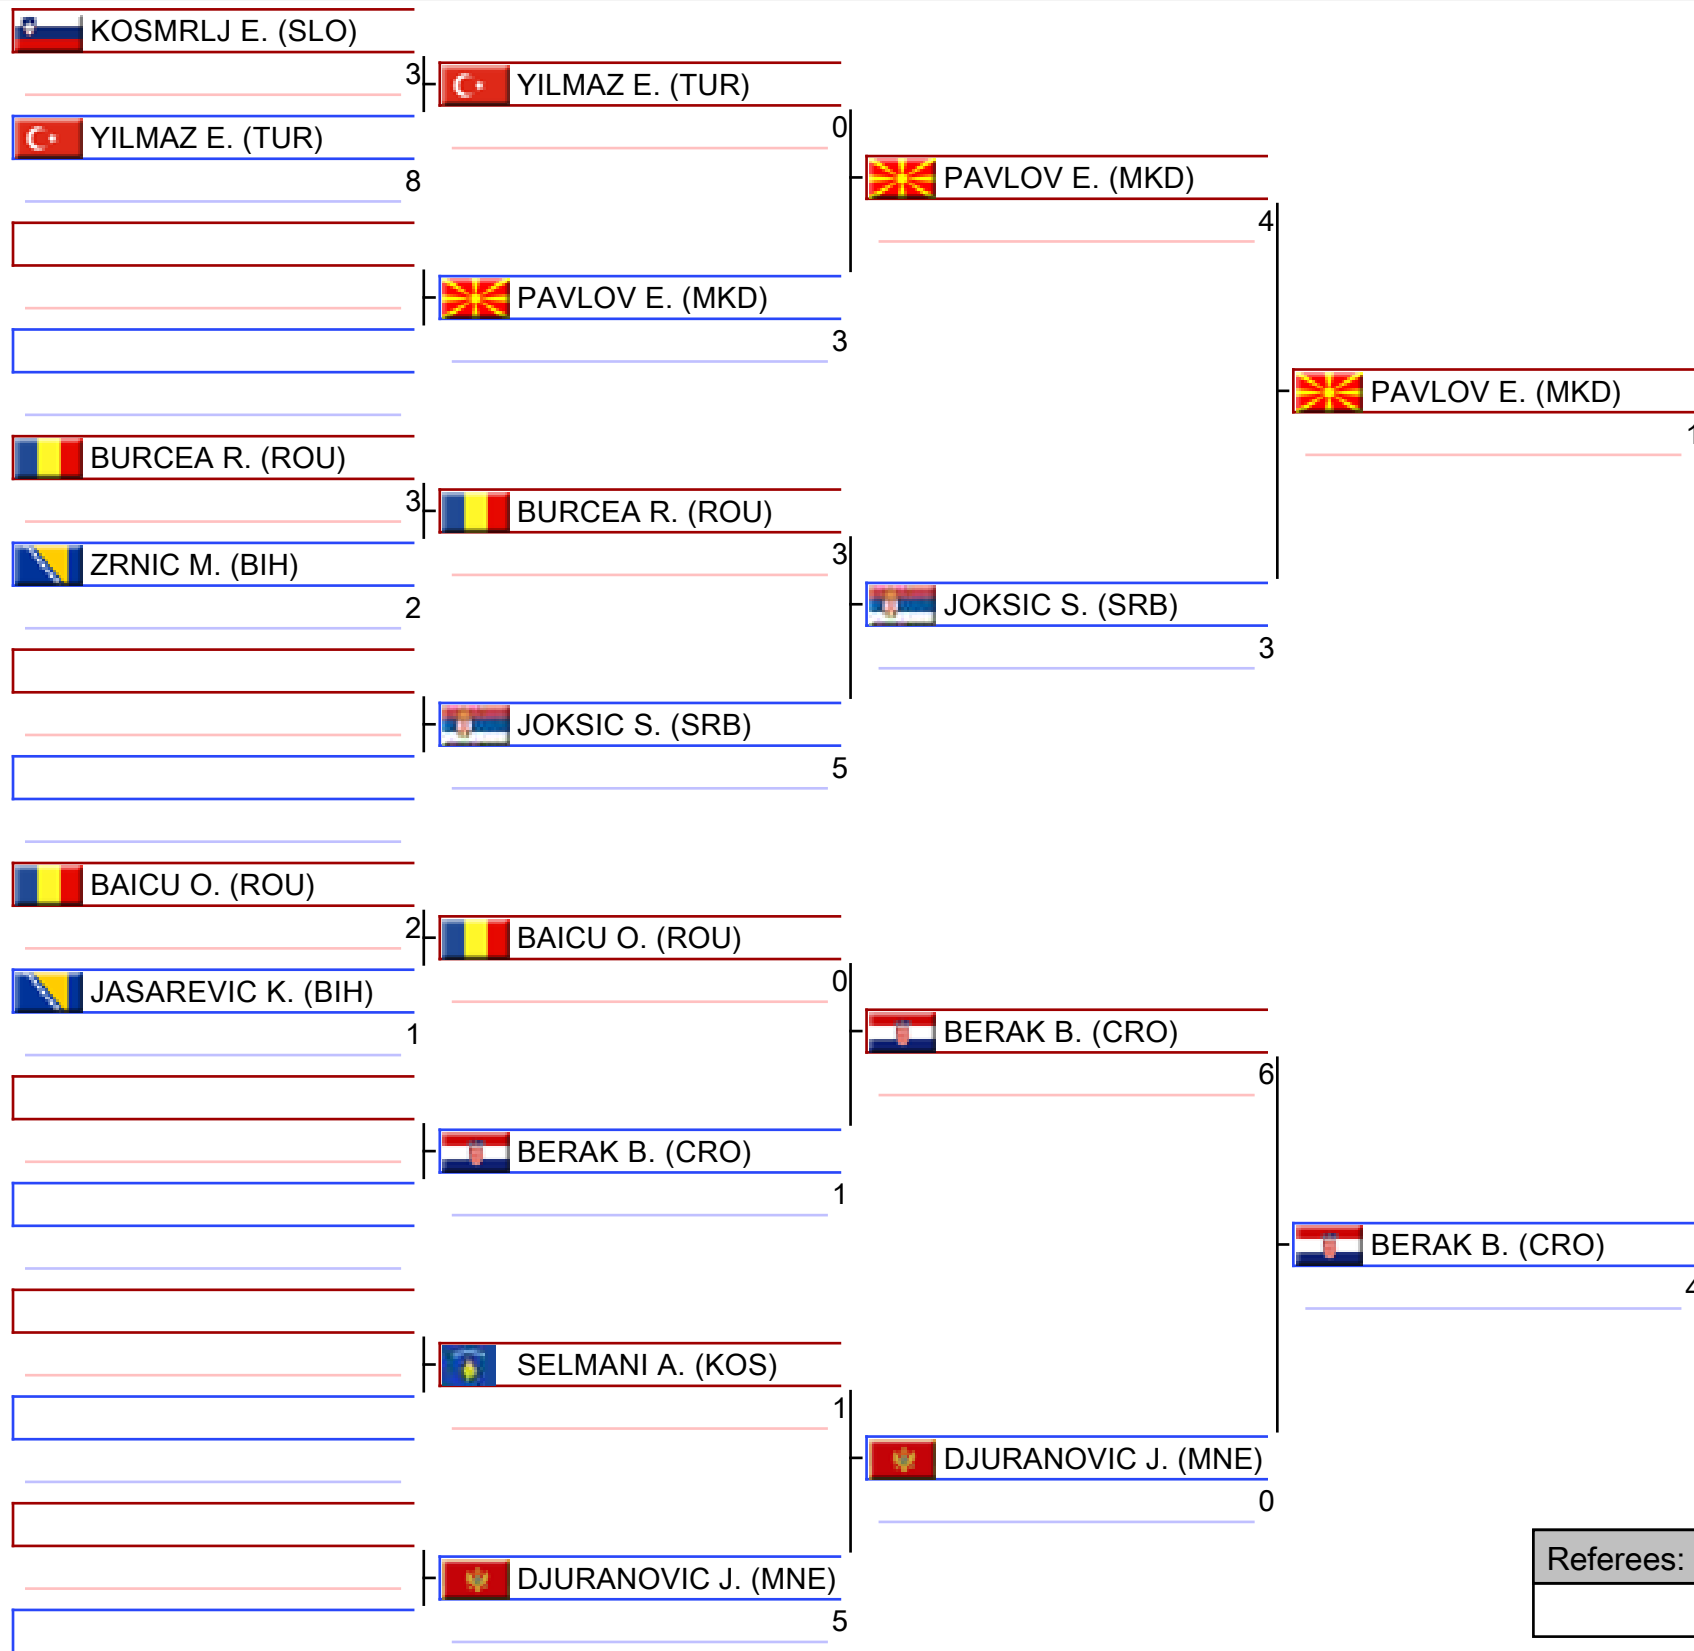 KOSMRLJ E. (SLO)
3
YILMAZ E. (TUR)
YILMAZ E. (TUR)
0
8
PAVLOV E. (MKD)
4
PAVLOV E. (MKD)
3
PAVLOV E. (MKD)
1
BURCEA R. (ROU)
3
BURCEA R. (ROU)
3
ZRNIC M. (BIH)
2
JOKSIC S. (SRB)
3
JOKSIC S. (SRB)
5
BAICU O. (ROU)
2
BAICU O. (ROU)
0
JASAREVIC K. (BIH)
1
BERAK B. (CRO)
6
BERAK B. (CRO)
1
BERAK B. (CRO)
4
SELMANI A. (KOS)
1
DJURANOVIC J. (MNE)
0
DJURANOVIC J. (MNE)
5
Referees: